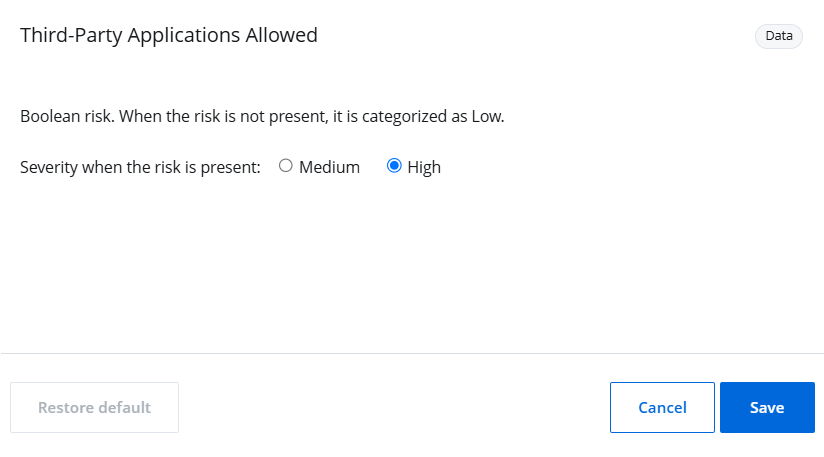 Third-Party Applications Allowed
Data
Boolean risk. When the risk is not present, it is categorized as Low.
Severity when the risk is present: Medium High
Restore default
Cancel
Save